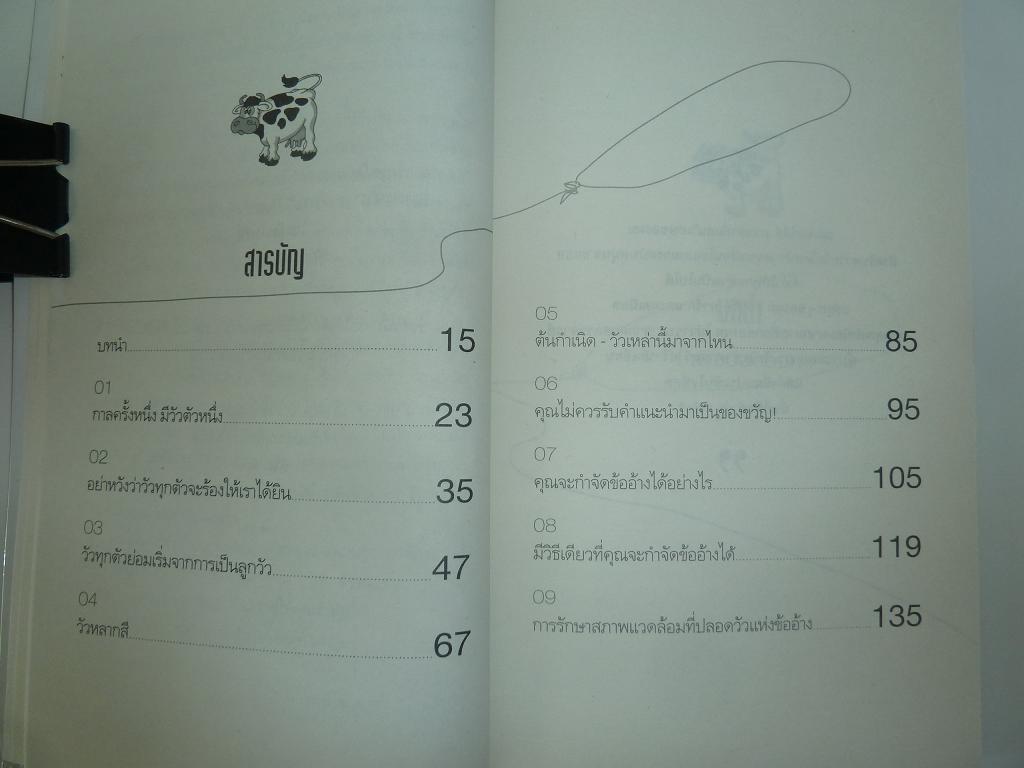 สารบัญ
บทนำ 15
01
กาลครั้งหนึ่ง มีวัวตัวหนึ่ง 23
02
อย่าหวังว่าวัวทุกตัวจะร้องให้เราได้ยิน 35
03
วัวทุกตัวย่อมเริ่มจากการเป็นลูกวัว 47
04
วัวหลากสี 67
05
ต้นกำเนิด - วัวเหล่านี้มาจากไหน 85
06
คุณไม่ควรรับคำแนะนำมาเป็นของขวัญ! 95
07
คุณจะกำจัดข้ออ้างได้อย่างไร 105
08
มีวิธีเดียวที่คุณจะกำจัดข้ออ้างได้ 119
09
การรักษาสภาพแวดล้อมที่ปลอดวัวแห่งข้ออ้าง 135